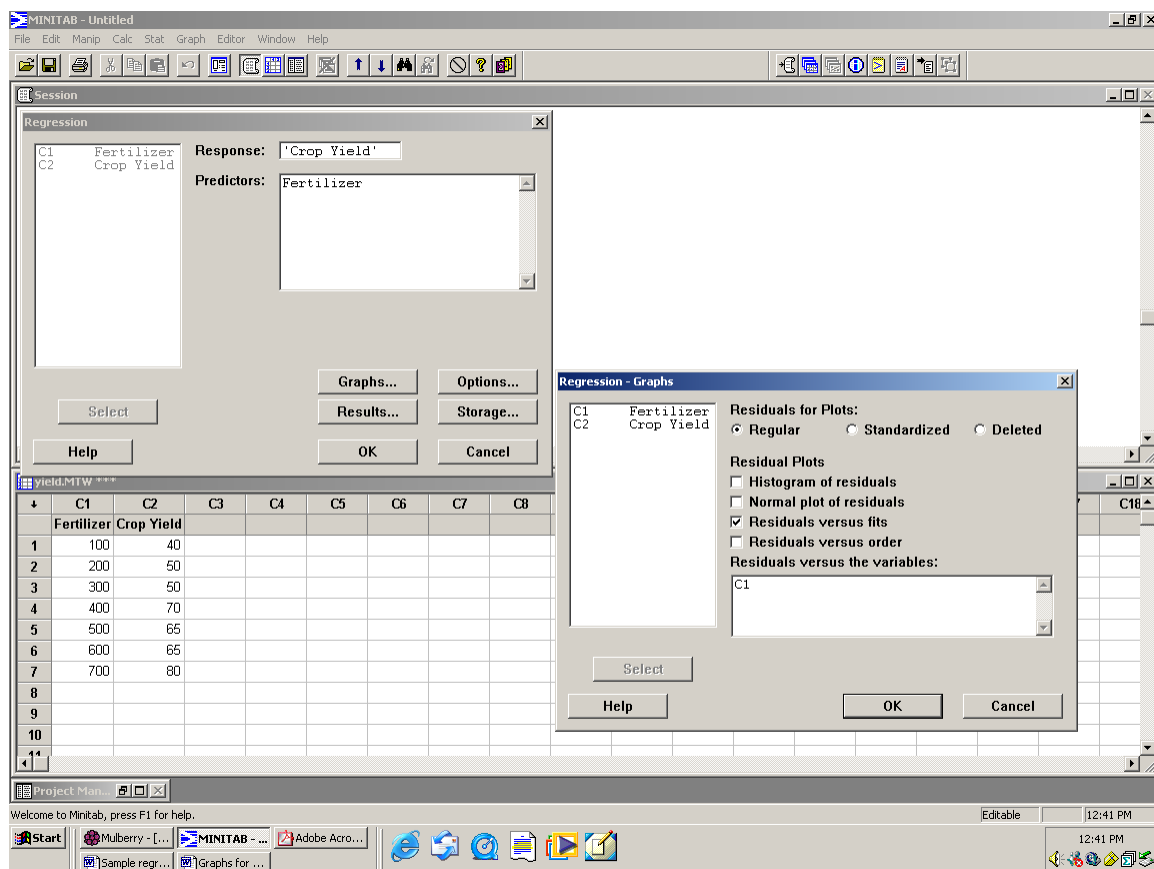 MINITAB - Untitled
File Edit Manip Calc Stat Graph Editor Window Help
Session
Regression
C1 Fertilizer
C2 Crop Yield
Response: 'Crop Yield'
Predictors: Fertilizer
Graphs... Options...
Select Results... Storage...
Help OK Cancel
Regression - Graphs
C1 Fertilizer
C2 Crop Yield
Residuals for Plots:
Regular Standardized Deleted
Residual Plots
Histogram of residuals
Normal plot of residuals
Residuals versus fits
Residuals versus order
Residuals versus the variables:
C1
Select
Help OK Cancel
yield.MTW ***
C1 C2 C3 C4 C5 C6 C7 C8 C18
Fertilizer Crop Yield
1 100 40
2 200 50
3 300 50
4 400 70
5 500 65
6 600 65
7 700 80
8
9
10
11
Project Man...
Welcome to Minitab, press F1 for help. Editable 12:41 PM
Start Mulberry - [... MINITAB - ... Adobe Acro... 12:41 PM
Sample regr... Graphs for ...